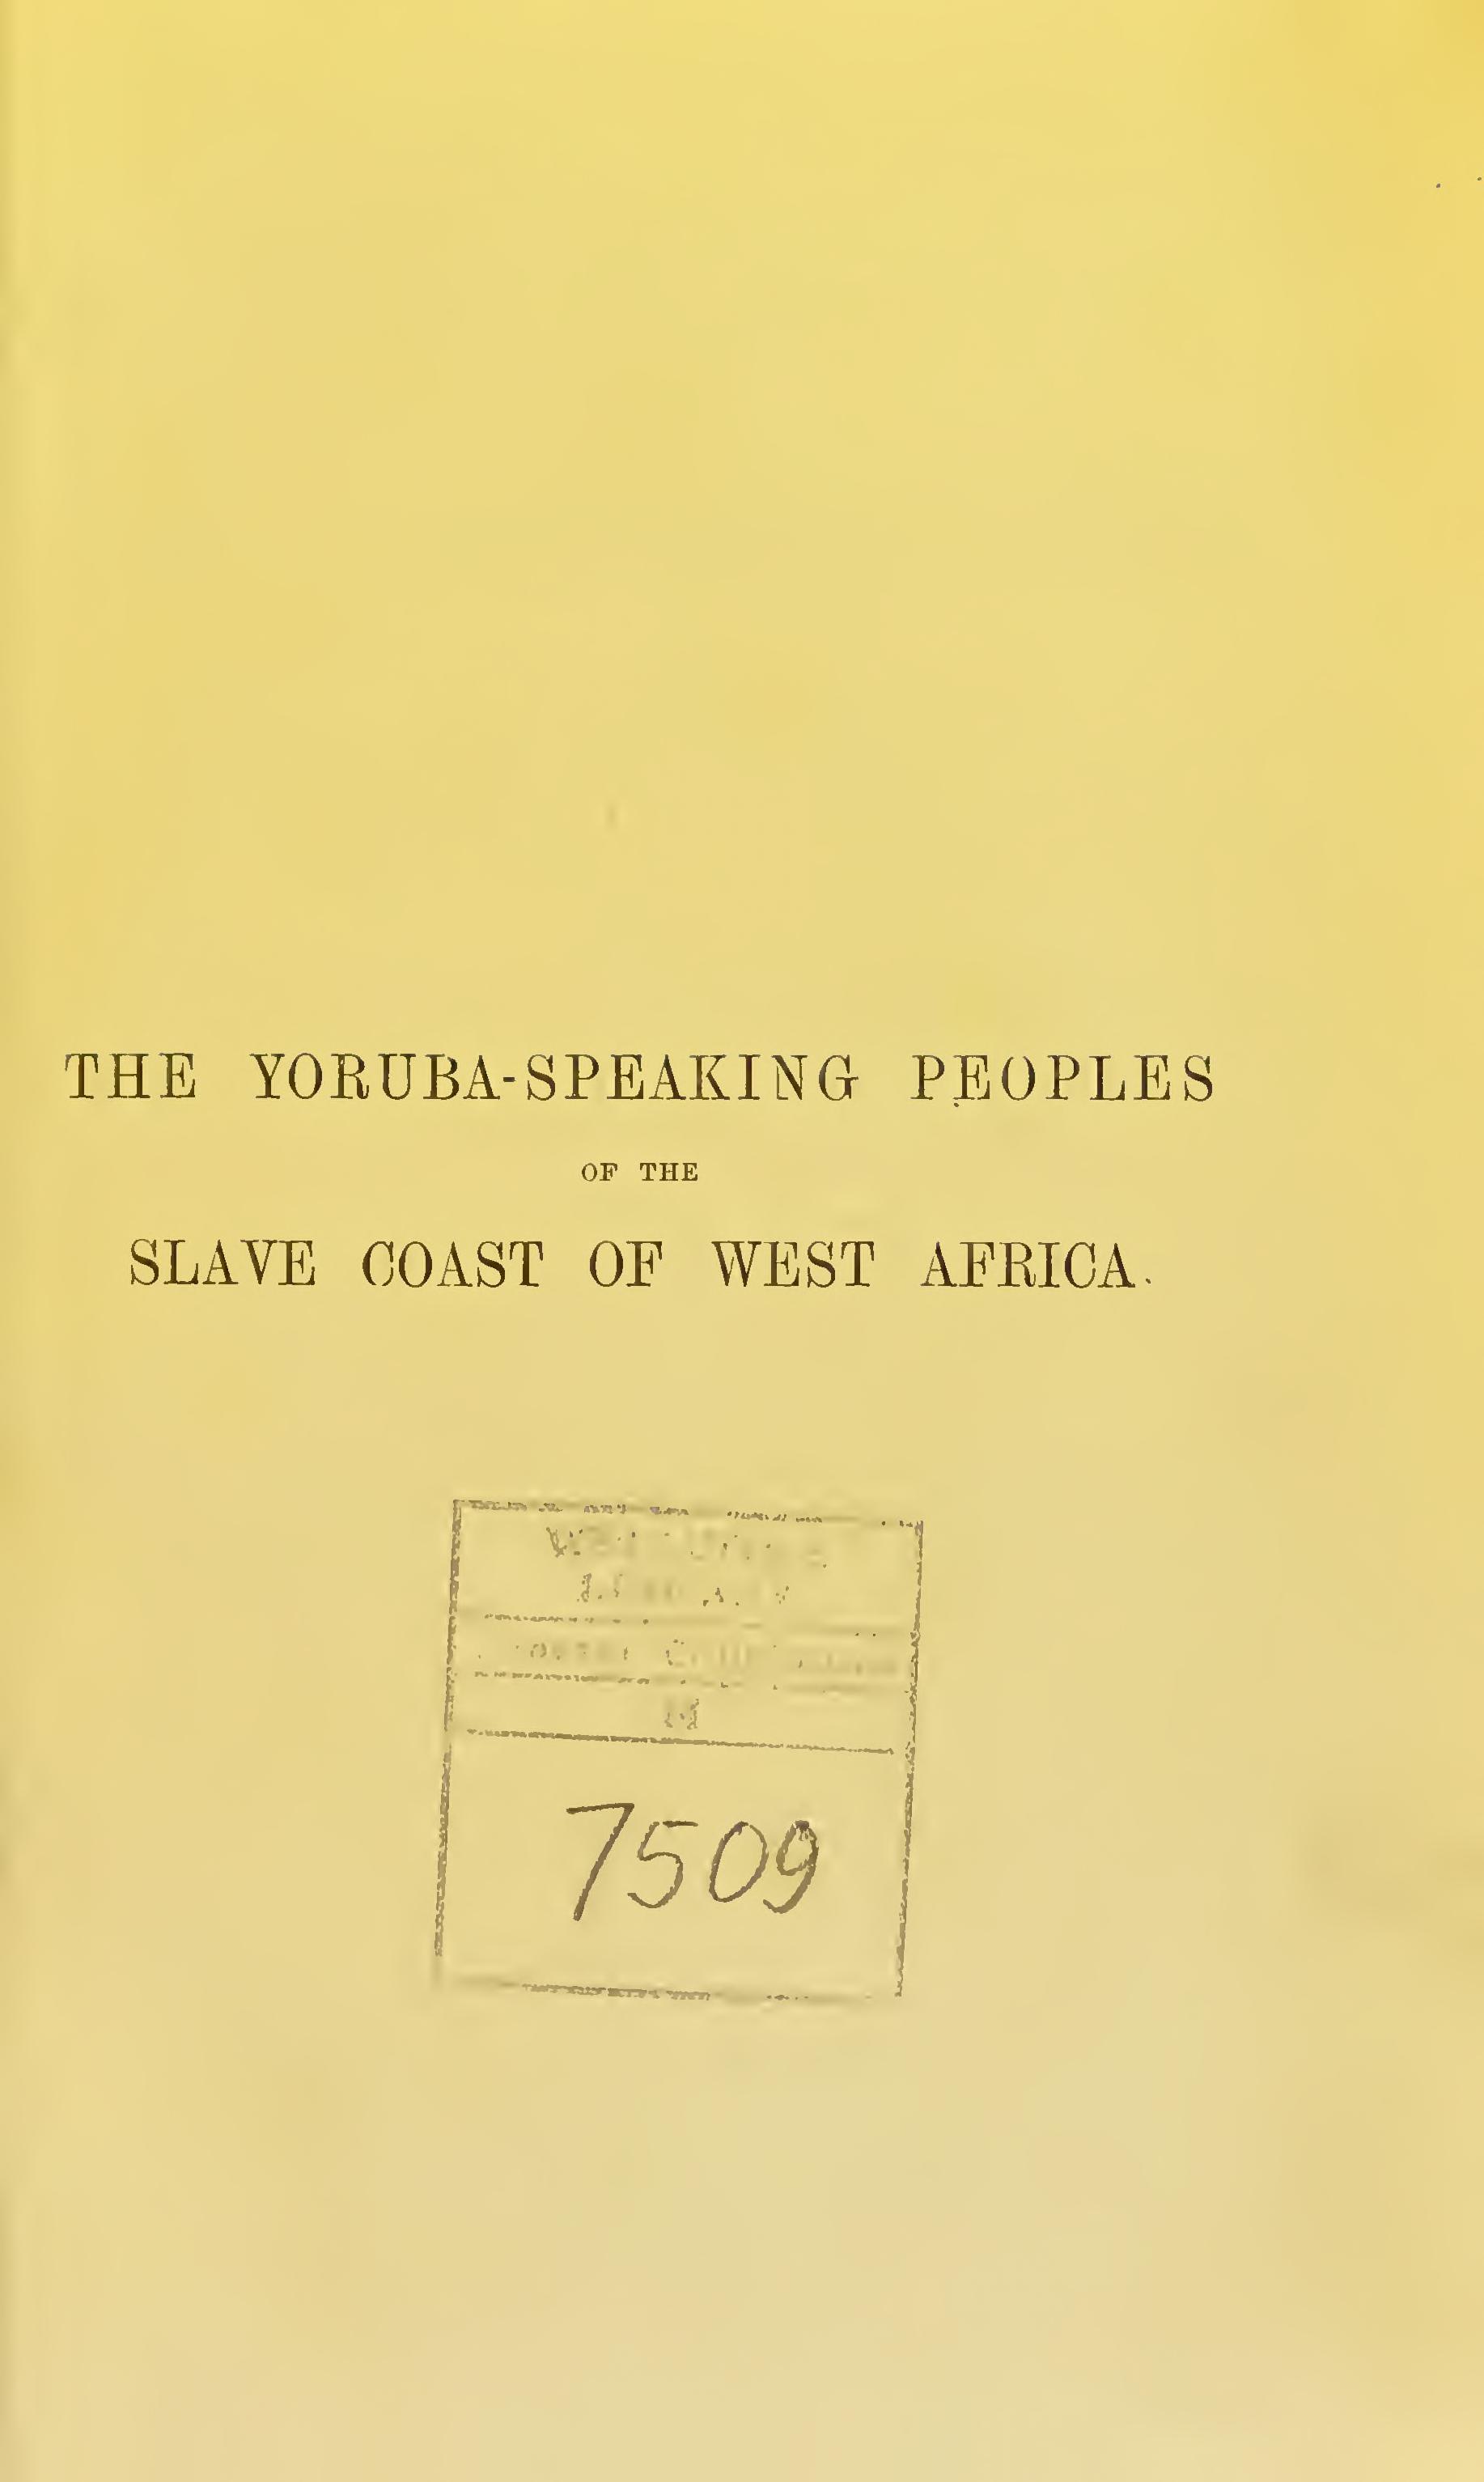 THE YORUBA-SPEAKING PEOPLES
OF THE
SLAVE COAST OF WEST AFRICA.
7509